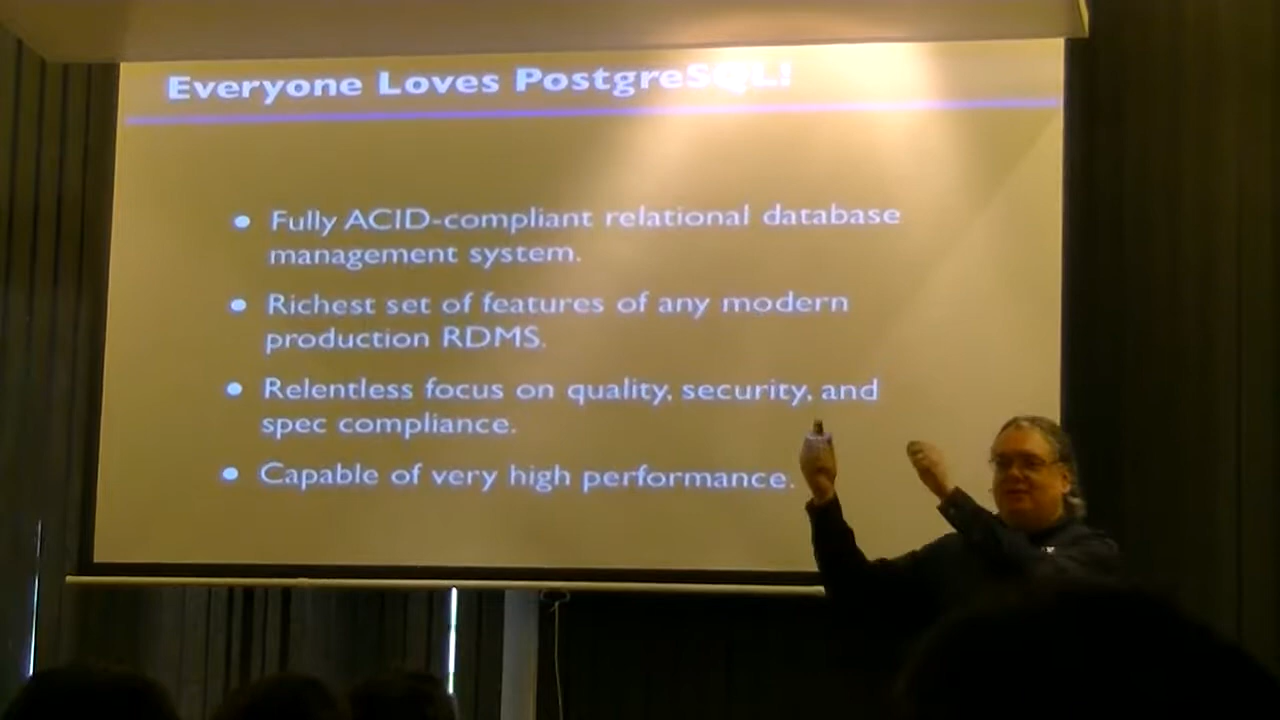 Everyone Loves PostgreSQL!
• Fully ACID-compliant relational database
management system.
• Richest set of features of any modern
production RDMS.
• Relentless focus on quality, security, and
spec compliance.
• Capable of very high performance.